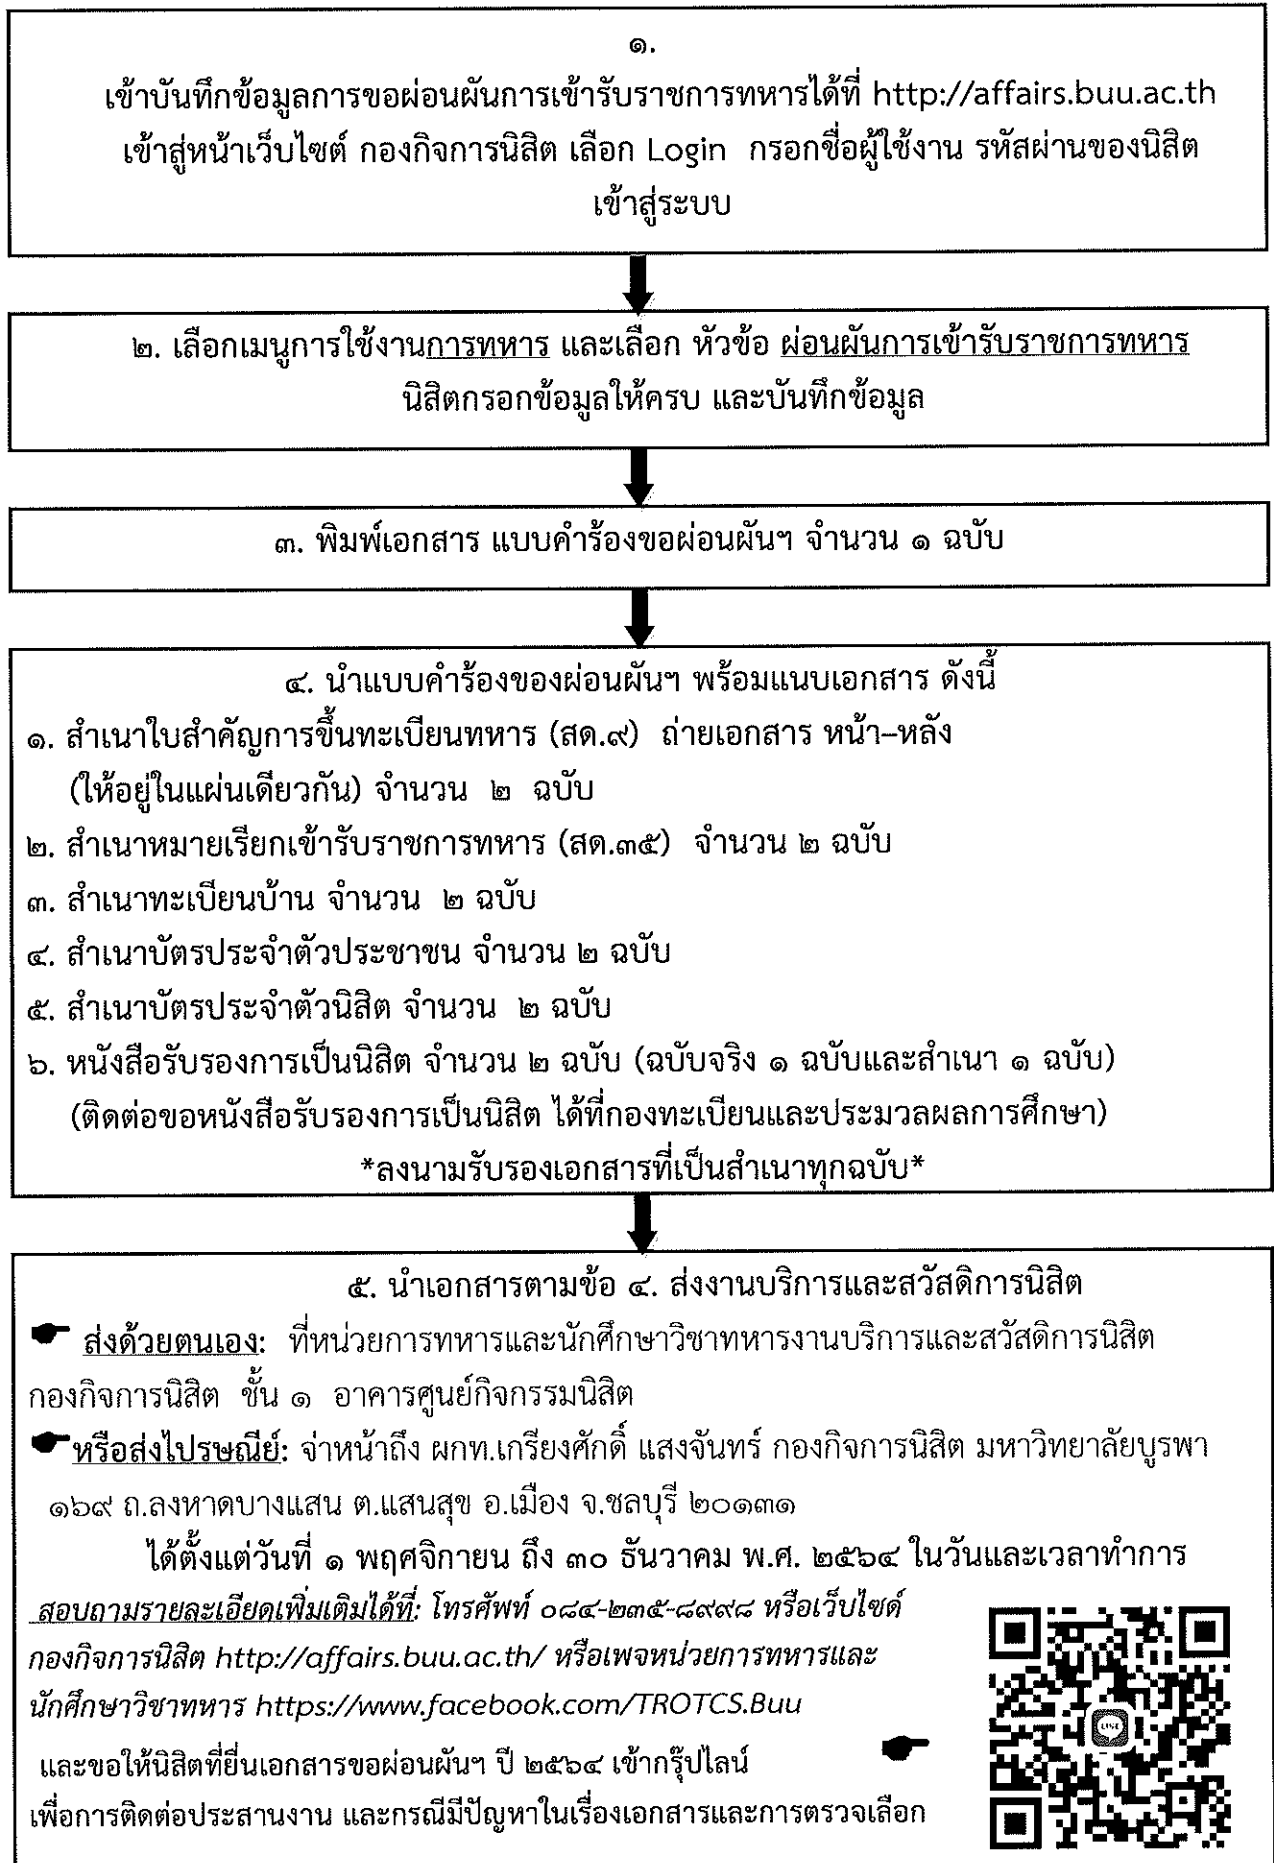 ๑.
เข้าบันทึกข้อมูลการขอผ่อนผันการเข้ารับราชการทหารได้ที่ http://affairs.buu.ac.th
เข้าสู่หน้าเว็บไซต์ กองกิจการนิสิต เลือก Login กรอกชื่อผู้ใช้งาน รหัสผ่านของนิสิต
เข้าสู่ระบบ
๒. เลือกเมนูการใช้งานการทหาร และเลือก หัวข้อ ผ่อนผันการเข้ารับราชการทหาร
นิสิตกรอกข้อมูลให้ครบ และบันทึกข้อมูล
๓. พิมพ์เอกสาร แบบคำร้องขอผ่อนผันฯ จำนวน ๑ ฉบับ
๔. นำแบบคำร้องของผ่อนผันฯ พร้อมแนบเอกสาร ดังนี้
๑. สำเนาใบสำคัญการขึ้นทะเบียนทหาร (สด.๙) ถ่ายเอกสาร หน้า–หลัง
(ให้อยู่ในแผ่นเดียวกัน) จำนวน ๒ ฉบับ
๒. สำเนาหมายเรียกเข้ารับราชการทหาร (สด.๓๕) จำนวน ๒ ฉบับ
๓. สำเนาทะเบียนบ้าน จำนวน ๒ ฉบับ
๔. สำเนาบัตรประจำตัวประชาชน จำนวน ๒ ฉบับ
๕. สำเนาบัตรประจำตัวนิสิต จำนวน ๒ ฉบับ
๖. หนังสือรับรองการเป็นนิสิต จำนวน ๒ ฉบับ (ฉบับจริง ๑ ฉบับและสำเนา ๑ ฉบับ)
(ติดต่อขอหนังสือรับรองการเป็นนิสิต ได้ที่กองทะเบียนและประมวลผลการศึกษา)
*ลงนามรับรองเอกสารที่เป็นสำเนาทุกฉบับ*
๕. นำเอกสารตามข้อ ๔. ส่งงานบริการและสวัสดิการนิสิต
ส่งด้วยตนเอง: ที่หน่วยการทหารและนักศึกษาวิชาทหารงานบริการและสวัสดิการนิสิต
กองกิจการนิสิต ชั้น ๑ อาคารศูนย์กิจกรรมนิสิต
หรือส่งไปรษณีย์: จ่าหน้าถึง ผกท.เกรียงศักดิ์ แสงจันทร์ กองกิจการนิสิต มหาวิทยาลัยบูรพา
๑๖๙ ถ.ลงหาดบางแสน ต.แสนสุข อ.เมือง จ.ชลบุรี ๒๐๑๓๑
ได้ตั้งแต่วันที่ ๑ พฤศจิกายน ถึง ๓๐ ธันวาคม พ.ศ. ๒๕๖๔ ในวันและเวลาทำการ
สอบถามรายละเอียดเพิ่มเติมได้ที่: โทรศัพท์ ๐๘๔-๒๓๕-๘๙๙๘ หรือเว็บไซด์
กองกิจการนิสิต http://affairs.buu.ac.th/ หรือเพจหน่วยการทหารและ
นักศึกษาวิชาทหาร https://www.facebook.com/TROTCS.Buu
และขอให้นิสิตที่ยื่นเอกสารขอผ่อนผันฯ ปี ๒๕๖๔ เข้ากรุ๊ปไลน์
เพื่อการติดต่อประสานงาน และกรณีมีปัญหาในเรื่องเอกสารและการตรวจเลือก
LINE